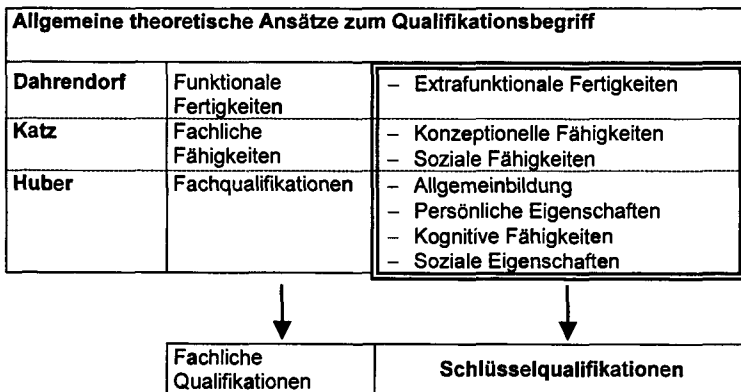 Allgemeine theoretische Ansätze zum Qualifikationsbegriff
Dahrendorf
Funktionale
Fertigkeiten
– Extrafunktionale Fertigkeiten
Katz
Fachliche
Fähigkeiten
– Konzeptionelle Fähigkeiten
– Soziale Fähigkeiten
Huber
Fachqualifikationen
– Allgemeinbildung
– Persönliche Eigenschaften
– Kognitive Fähigkeiten
– Soziale Eigenschaften
Fachliche
Qualifikationen
Schlüsselqualifikationen